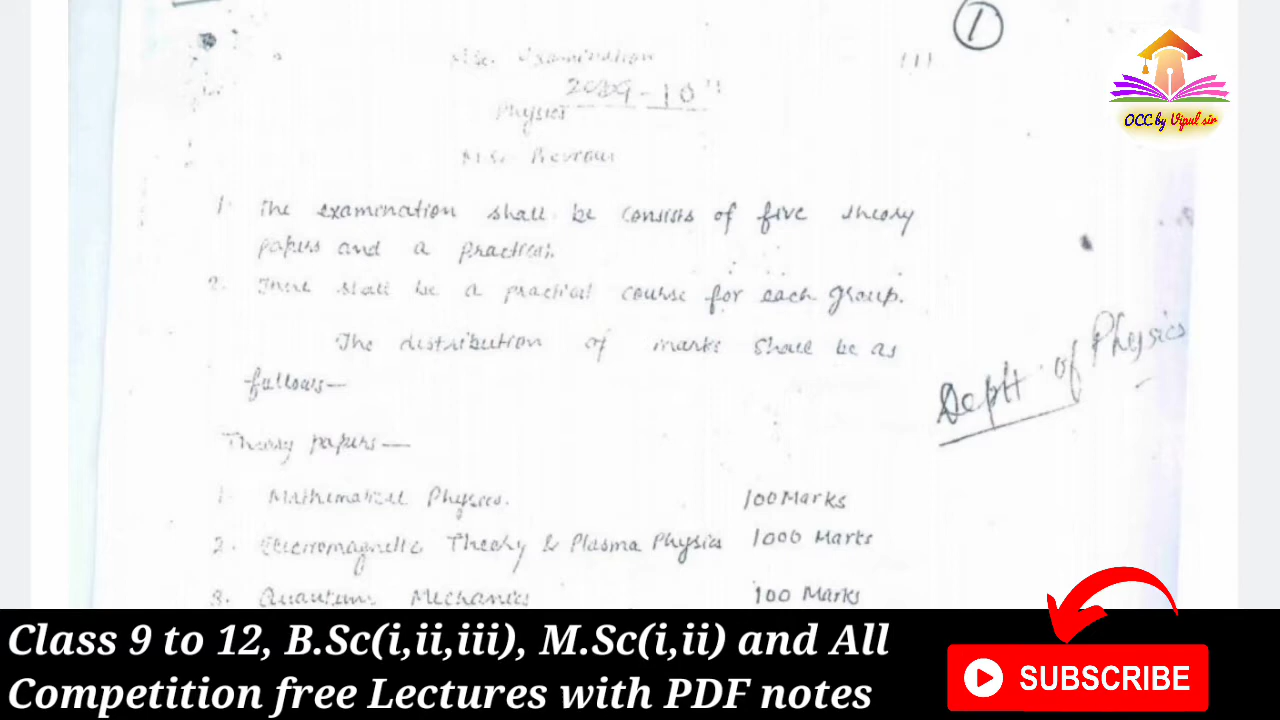 1
M.Sc. Examination (1)
2009-10"
Physics
M.Sc. Previous
OCC by Vipul sir
1. The examination shall be consists of five theory
papers and a practical.
2. There shall be a practical course for each group.
The distribution of marks shall be as
follows—
Deptt of Physics
Theory papers—
1. Mathematical Physics. 100 Marks
2. Electromagnetic Theory & Plasma Physics 1000 Marks
3. Quantum Mechanics 100 Marks
Class 9 to 12, B.Sc(i,ii,iii), M.Sc(i,ii) and All
Competition free Lectures with PDF notes
SUBSCRIBE